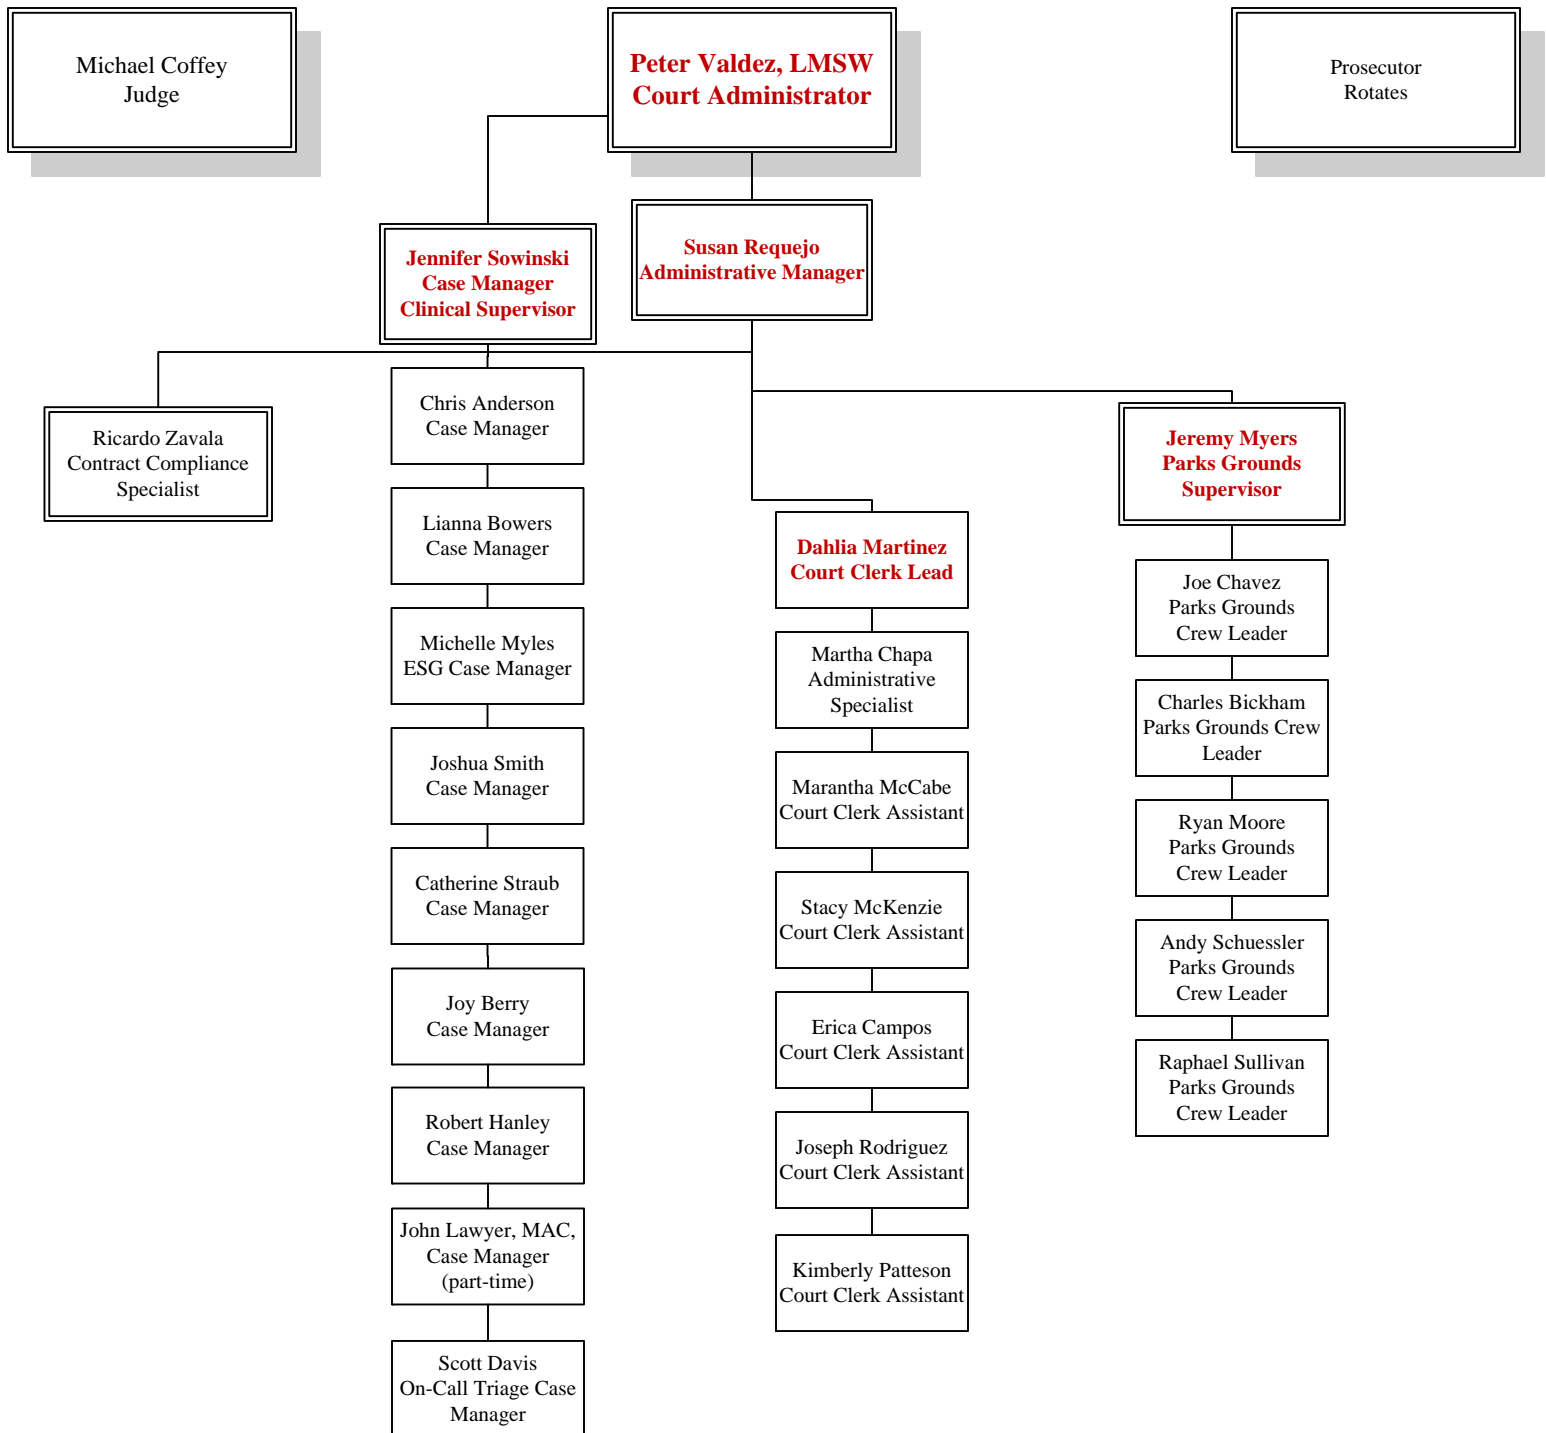 Michael Coffey
Judge
Peter Valdez, LMSW
Court Administrator
Prosecutor
Rotates
Jennifer Sowinski
Case Manager
Clinical Supervisor
Susan Requejo
Administrative Manager
Ricardo Zavala
Contract Compliance
Specialist
Chris Anderson
Case Manager
Lianna Bowers
Case Manager
Michelle Myles
ESG Case Manager
Joshua Smith
Case Manager
Catherine Straub
Case Manager
Joy Berry
Case Manager
Robert Hanley
Case Manager
John Lawyer, MAC,
Case Manager
(part-time)
Scott Davis
On-Call Triage Case
Manager
Dahlia Martinez
Court Clerk Lead
Martha Chapa
Administrative
Specialist
Marantha McCabe
Court Clerk Assistant
Stacy McKenzie
Court Clerk Assistant
Erica Campos
Court Clerk Assistant
Joseph Rodriguez
Court Clerk Assistant
Kimberly Patteson
Court Clerk Assistant
Jeremy Myers
Parks Grounds
Supervisor
Joe Chavez
Parks Grounds
Crew Leader
Charles Bickham
Parks Grounds Crew
Leader
Ryan Moore
Parks Grounds
Crew Leader
Andy Schuessler
Parks Grounds
Crew Leader
Raphael Sullivan
Parks Grounds
Crew Leader